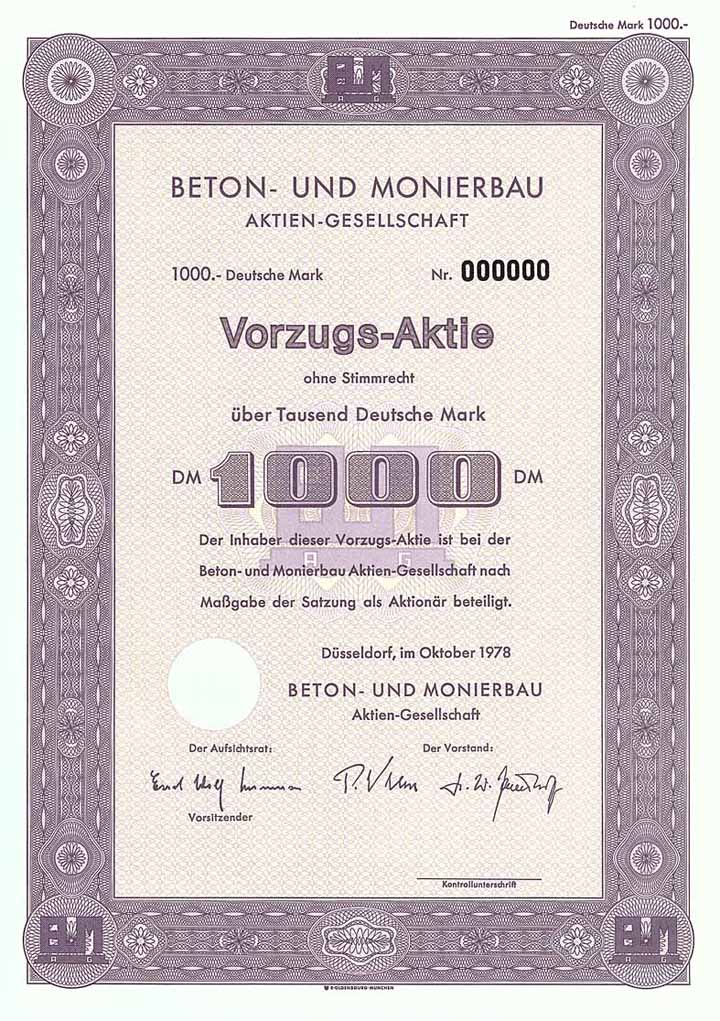 Deutsche Mark 1000.-
B&M
A G
BETON- UND MONIERBAU
AKTIEN-GESELLSCHAFT
1000.- Deutsche Mark Nr. 000000
Vorzugs-Aktie
ohne Stimmrecht
über Tausend Deutsche Mark
DM 1000 DM
Der Inhaber dieser Vorzugs-Aktie ist bei der
Beton- und Monierbau Aktien-Gesellschaft nach
Maßgabe der Satzung als Aktionär beteiligt.
A G
Düsseldorf, im Oktober 1978
BETON- UND MONIERBAU
Aktien-Gesellschaft
Der Aufsichtsrat: Der Vorstand:
Vorsitzender
Kontrollunterschrift
R·OLDENBOURG·MÜNCHEN